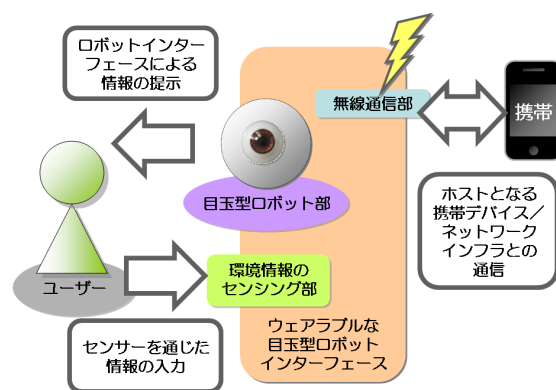 ロボットインター
フェースによる
情報の提示
無線通信部
携帯
目玉型ロボット部
ホストとなる
携帯デバイス／
ネットワーク
インフラとの
通信
環境情報の
センシング部
ユーザー
センサーを通じた
情報の入力
ウェアラブルな
目玉型ロボット
インターフェース